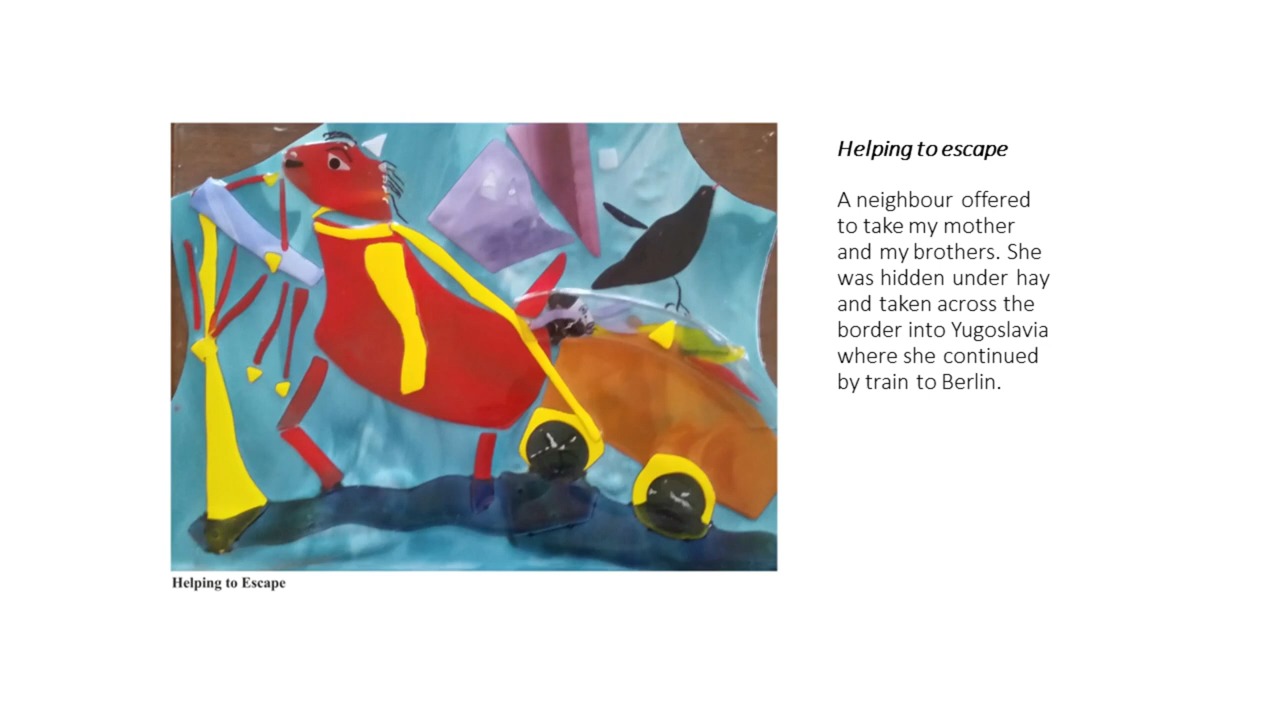 Helping to escape
A neighbour offered
to take my mother
and my brothers. She
was hidden under hay
and taken across the
border into Yugoslavia
where she continued
by train to Berlin.
Helping to Escape